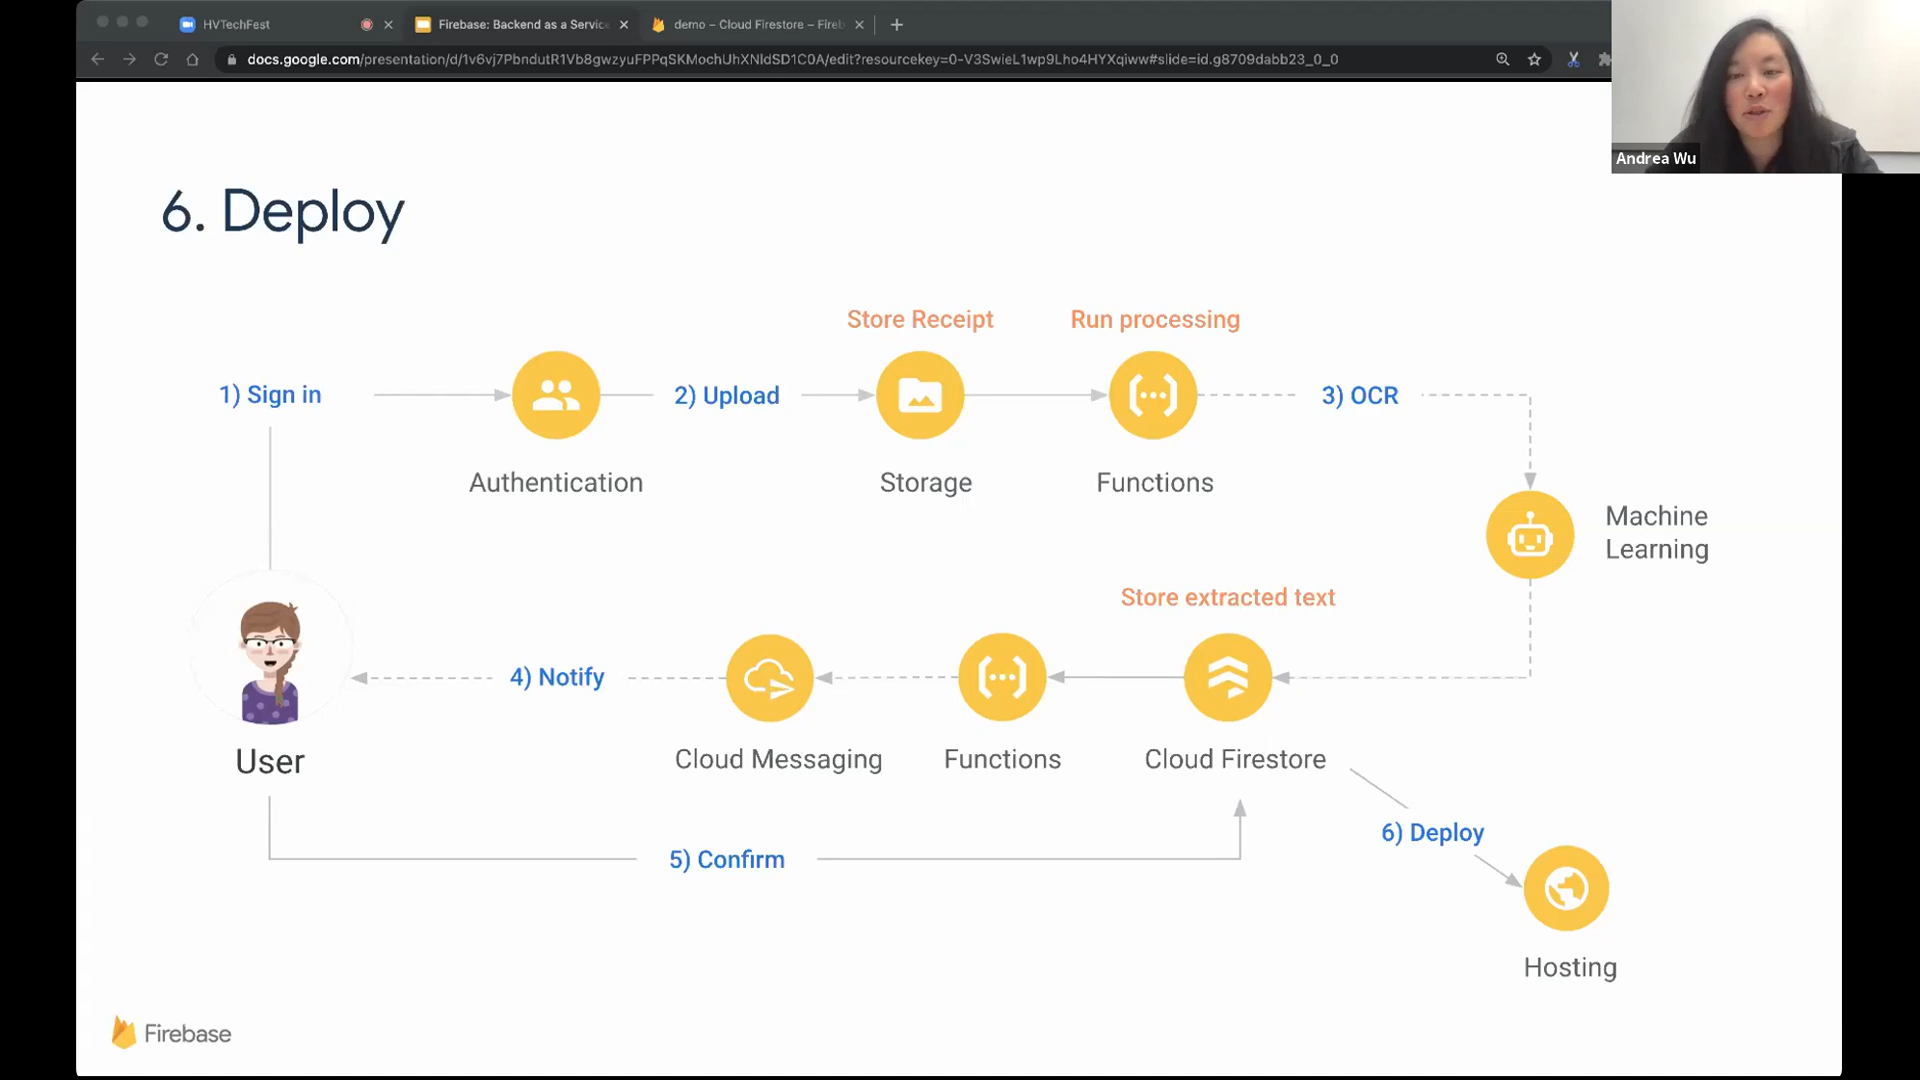 HVTechFest
Firebase: Backend as a Service
demo – Cloud Firestore – Fireb
docs.google.com/presentation/d/1v6vj7PbndutR1Vb8gwzyuFPPqSKMochUhXNldSD1C0A/edit?resourcekey=0-V3SwieL1wp9Lho4HYXqiww#slide=id.g8709dabb23_0_0
Andrea Wu
6. Deploy
Store Receipt
Run processing
1) Sign in
2) Upload
3) OCR
Authentication
Storage
Functions
Machine
Learning
Store extracted text
4) Notify
User
Cloud Messaging
Functions
Cloud Firestore
6) Deploy
5) Confirm
Hosting
Firebase